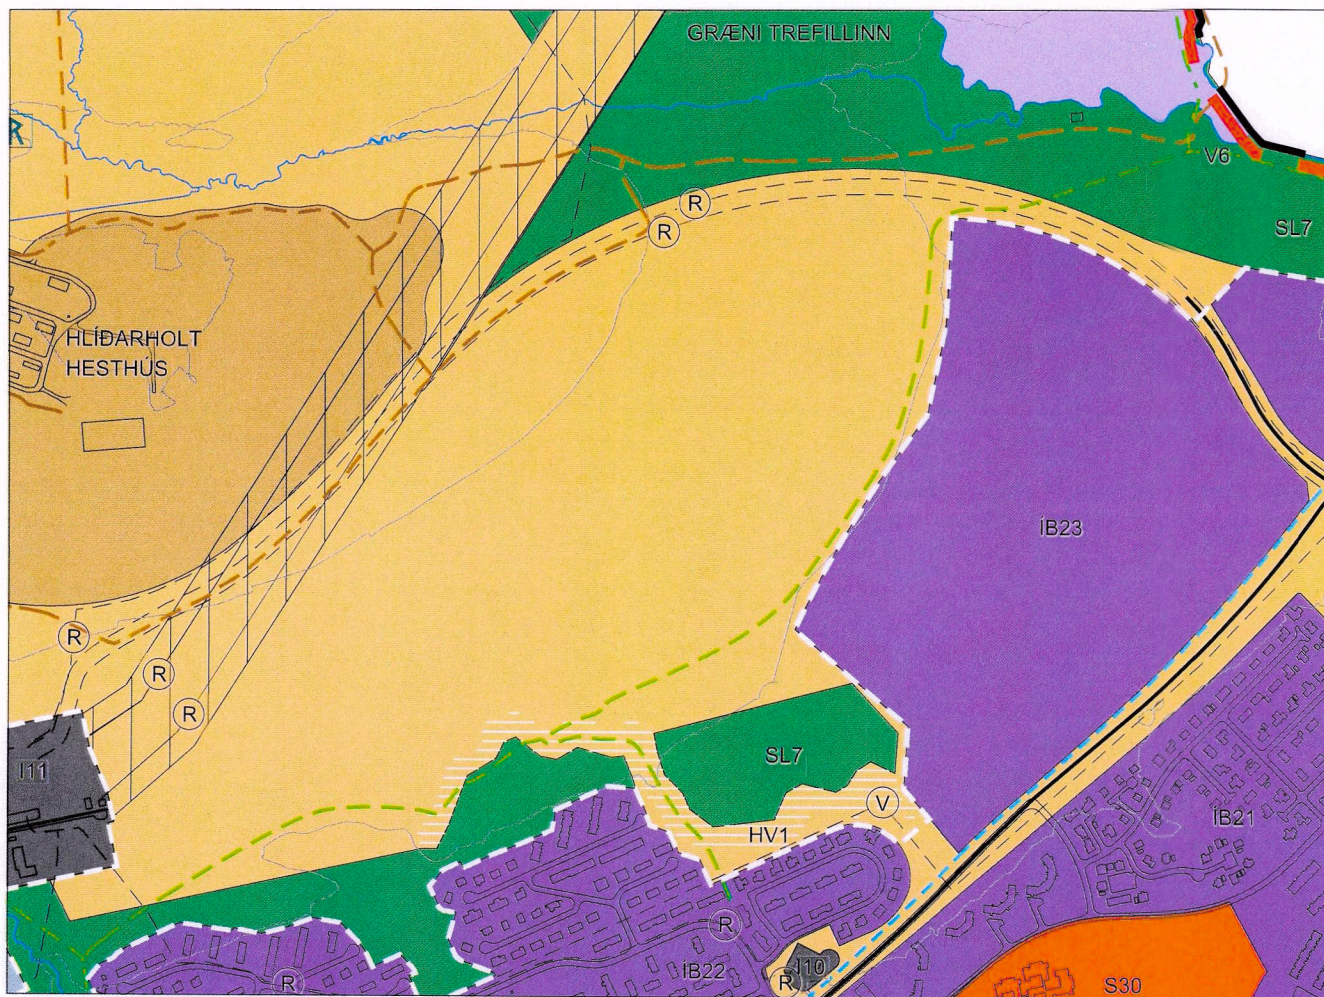 GRÆNI TREFILLINN
V6
R
R
SL7
HLÍÐARHOLT
HESTHÚS
ÍB23
R
R
R
I11
SL7
V
HV1
ÍB21
R
ÍB22
I10
R
R
S30